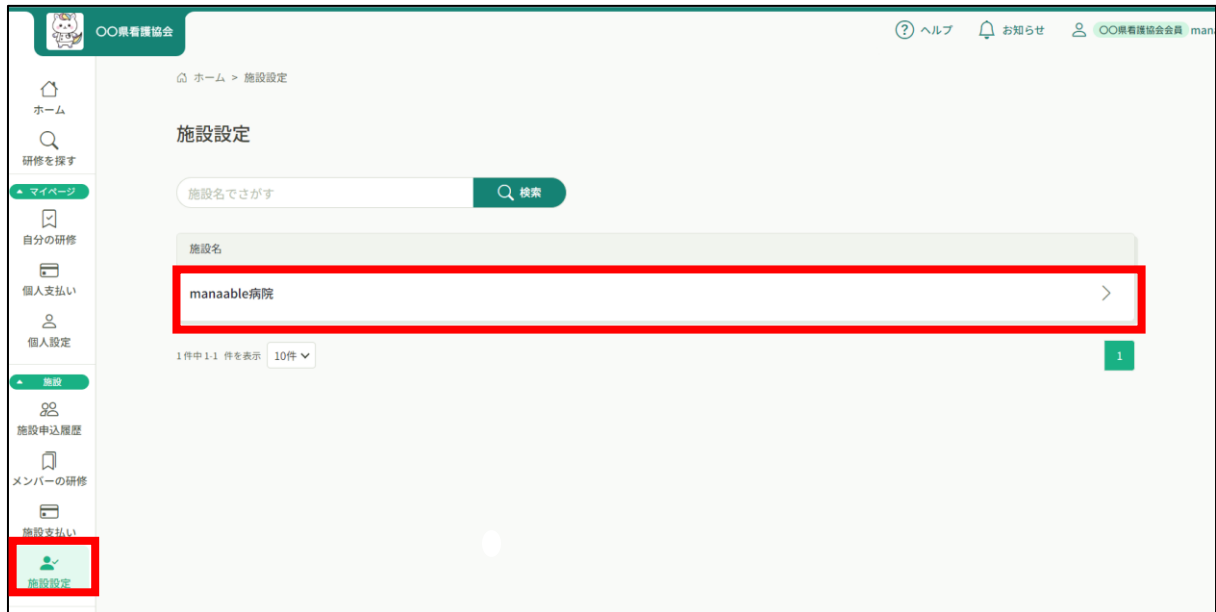 〇〇県看護協会
ヘルプ
お知らせ
〇〇県看護協会会員 mana
ホーム
研修を探す
マイページ
自分の研修
個人支払い
個人設定
施設
施設申込履歴
メンバーの研修
施設支払い
施設設定
ホーム > 施設設定
施設設定
施設名でさがす
検索
施設名
manaable病院
1件中1-1 件を表示 10件
1